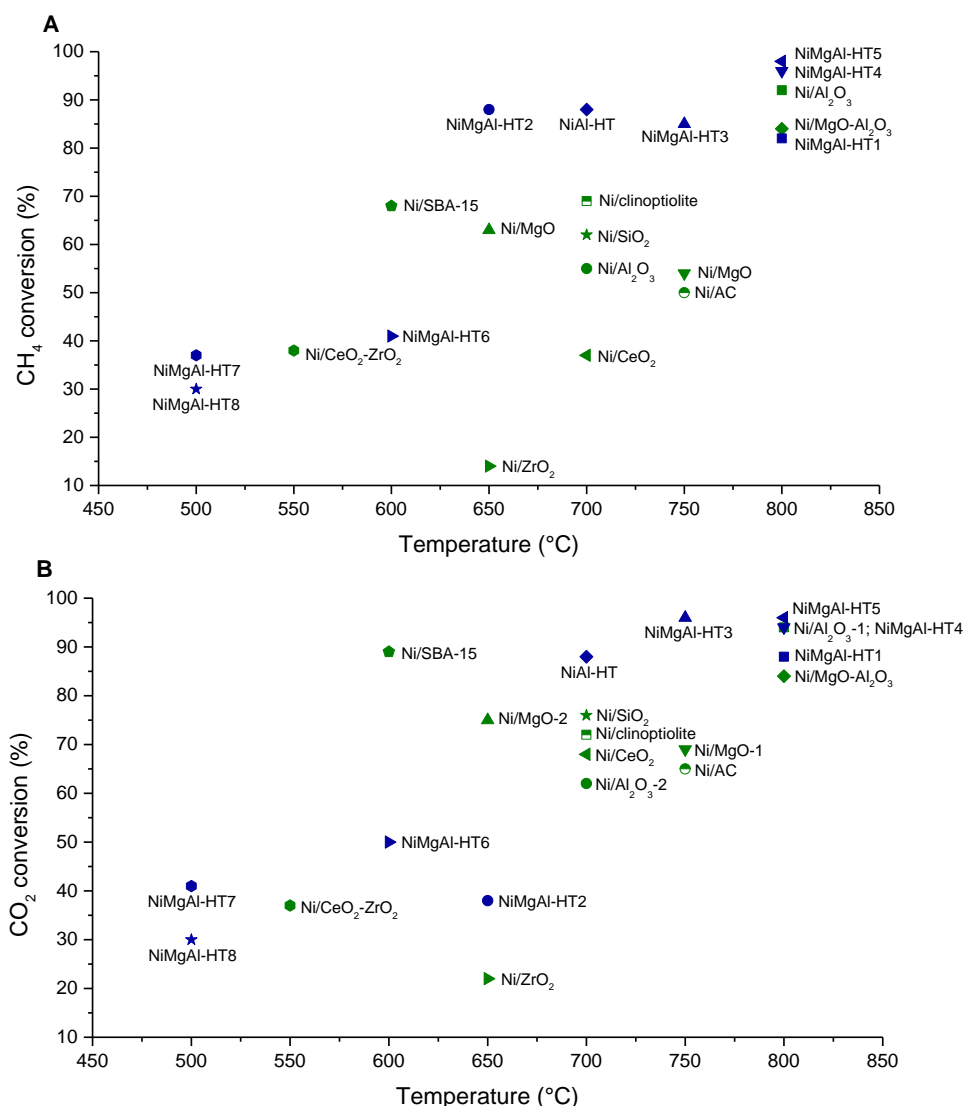 A
CH₄ conversion (%)
100
90
80
70
60
50
40
30
20
10
NiMgAl-HT5
NiMgAl-HT4
Ni/Al₂O₃
NiMgAl-HT2
NiAl-HT
NiMgAl-HT3
Ni/MgO-Al₂O₃
NiMgAl-HT1
Ni/SBA-15
Ni/clinoptiolite
Ni/MgO
Ni/SiO₂
Ni/Al₂O₃
Ni/MgO
Ni/AC
NiMgAl-HT6
NiMgAl-HT7
Ni/CeO₂-ZrO₂
Ni/CeO₂
NiMgAl-HT8
Ni/ZrO₂
450 500 550 600 650 700 750 800 850
Temperature (°C)
B
CO₂ conversion (%)
100
90
80
70
60
50
40
30
20
10
NiMgAl-HT5
NiMgAl-HT3
Ni/Al₂O₃-1; NiMgAl-HT4
Ni/SBA-15
NiAl-HT
NiMgAl-HT1
Ni/MgO-Al₂O₃
Ni/MgO-2
Ni/SiO₂
Ni/clinoptiolite
Ni/CeO₂
Ni/MgO-1
Ni/AC
Ni/Al₂O₃-2
NiMgAl-HT6
NiMgAl-HT7
Ni/CeO₂-ZrO₂
NiMgAl-HT2
NiMgAl-HT8
Ni/ZrO₂
450 500 550 600 650 700 750 800 850
Temperature (°C)